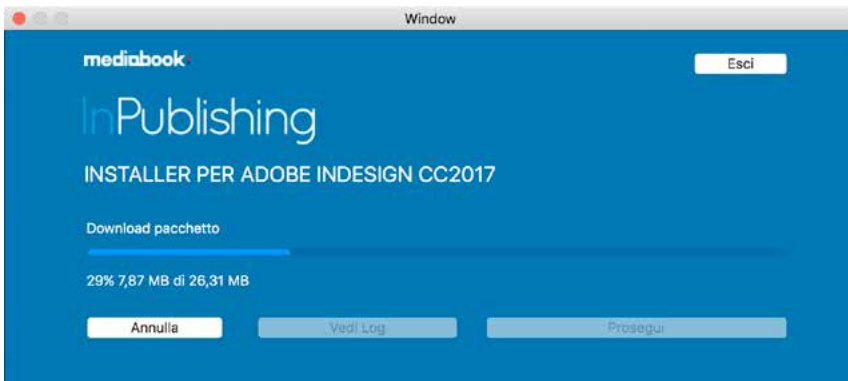 Window
mediabook
Esci
InPublishing
INSTALLER PER ADOBE INDESIGN CC2017
Download pacchetto
29% 7,87 MB di 26,31 MB
Annulla
Vedi Log
Prosegui